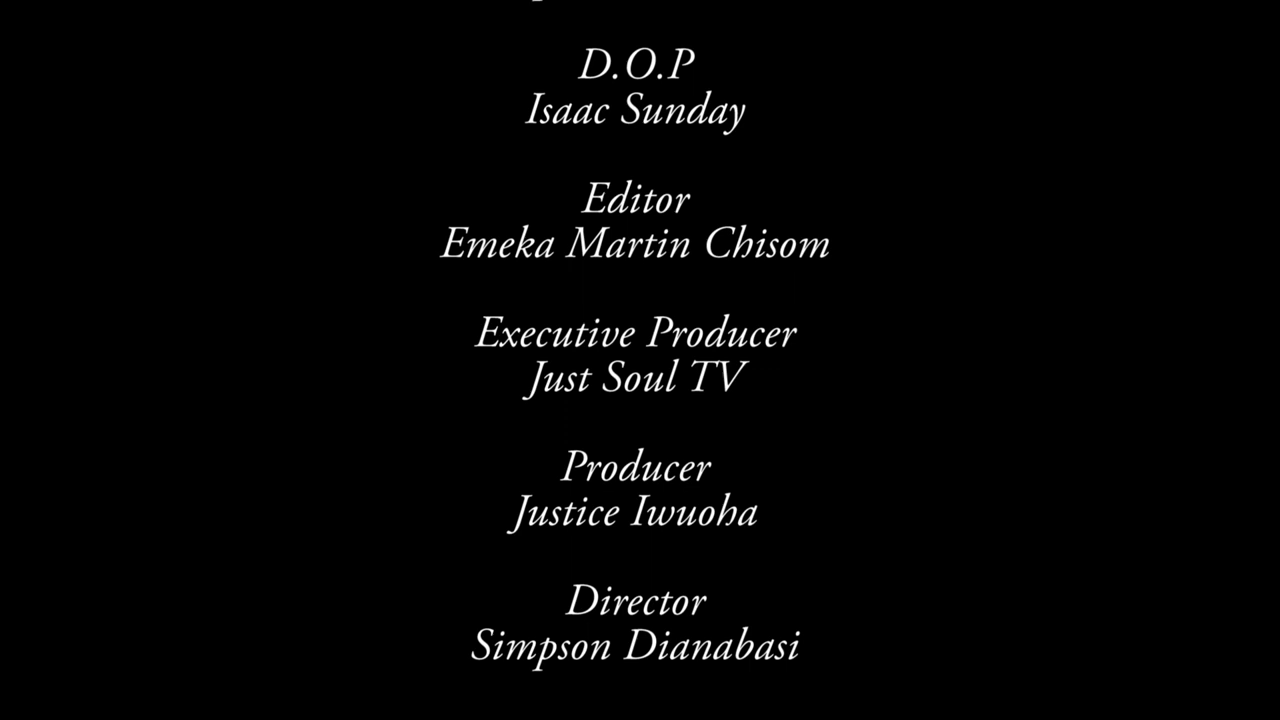 D.O.P
Isaac Sunday
Editor
Emeka Martin Chisom
Executive Producer
Just Soul TV
Producer
Justice Iwuoha
Director
Simpson Dianabasi